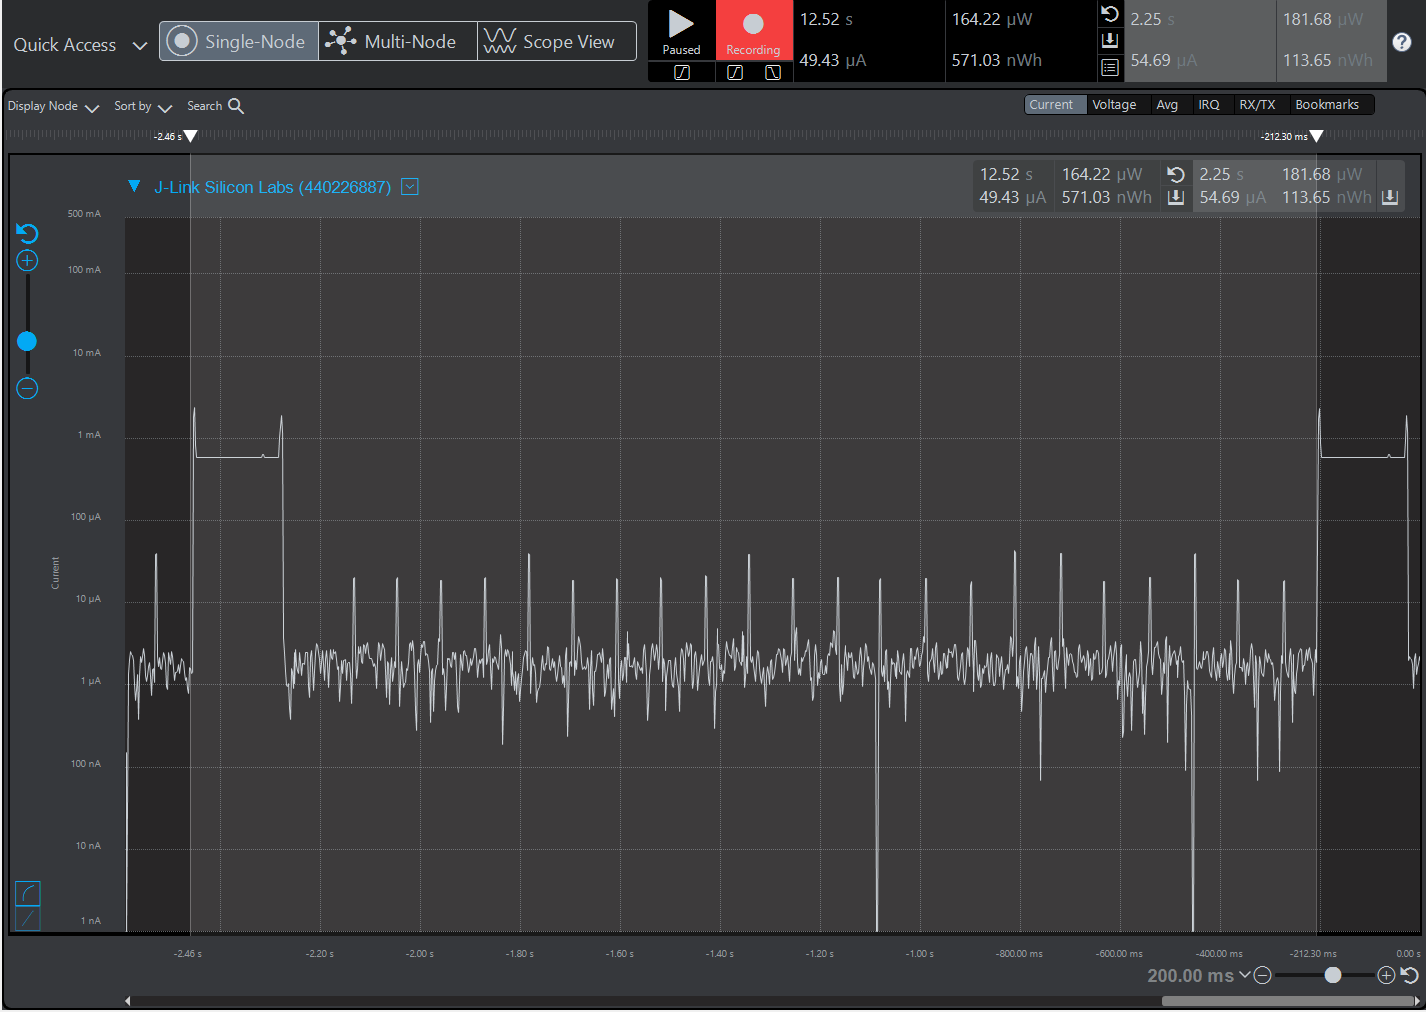 Quick Access Single-Node Multi-Node Scope View
Paused Recording
12.52 s 164.22 µW 2.25 s 181.68 µW
49.43 µA 571.03 nWh 54.69 µA 113.65 nWh
Display Node Sort by Search
Current Voltage Avg IRQ RX/TX Bookmarks
-2.46 s -212.30 ms
J-Link Silicon Labs (440226887)
12.52 s 164.22 µW 2.25 s 181.68 µW
49.43 µA 571.03 nWh 54.69 µA 113.65 nWh
500 mA
100 mA
10 mA
1 mA
100 µA
10 µA
1 µA
100 nA
10 nA
1 nA
Current
-2.46 s -2.20 s -2.00 s -1.80 s -1.60 s -1.40 s -1.20 s -1.00 s -800.00 ms -600.00 ms -400.00 ms -212.30 ms 0.00 s
200.00 ms